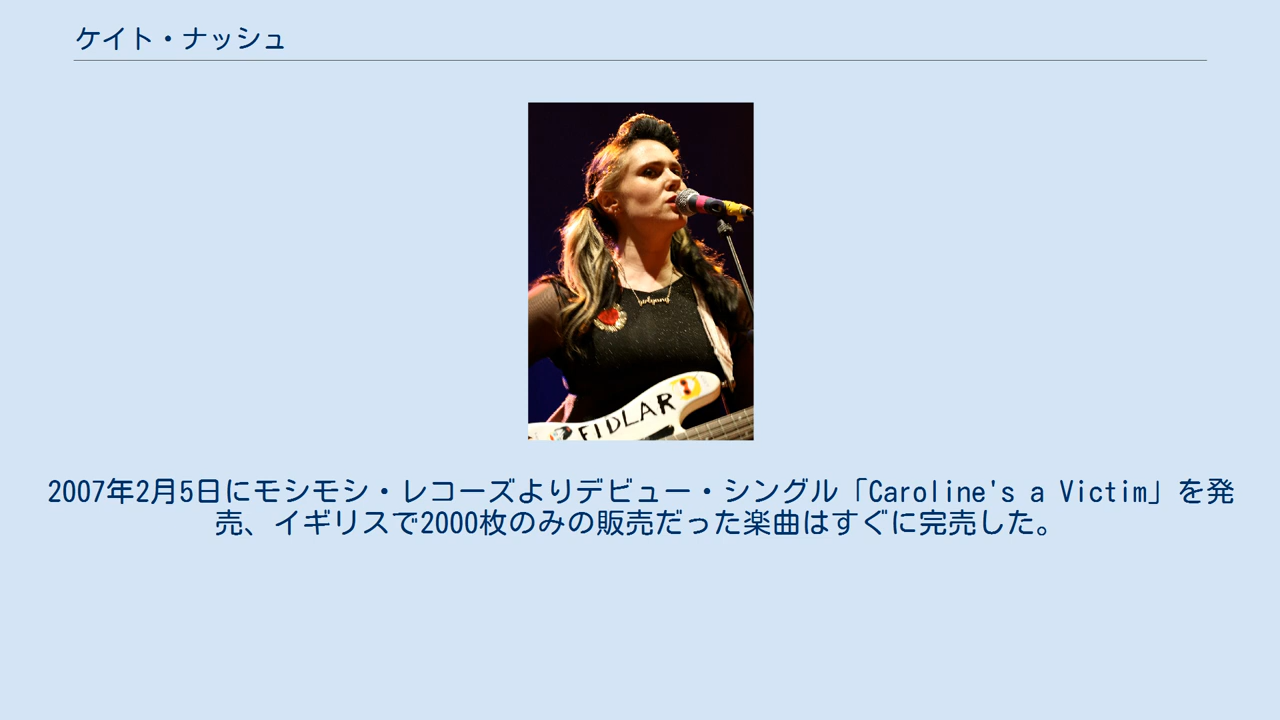 ケイト・ナッシュ
girlgang
FIDLAR
2007年2月5日にモシモシ・レコーズよりデビュー・シングル「Caroline's a Victim」を発
売、イギリスで2000枚のみの販売だった楽曲はすぐに完売した。